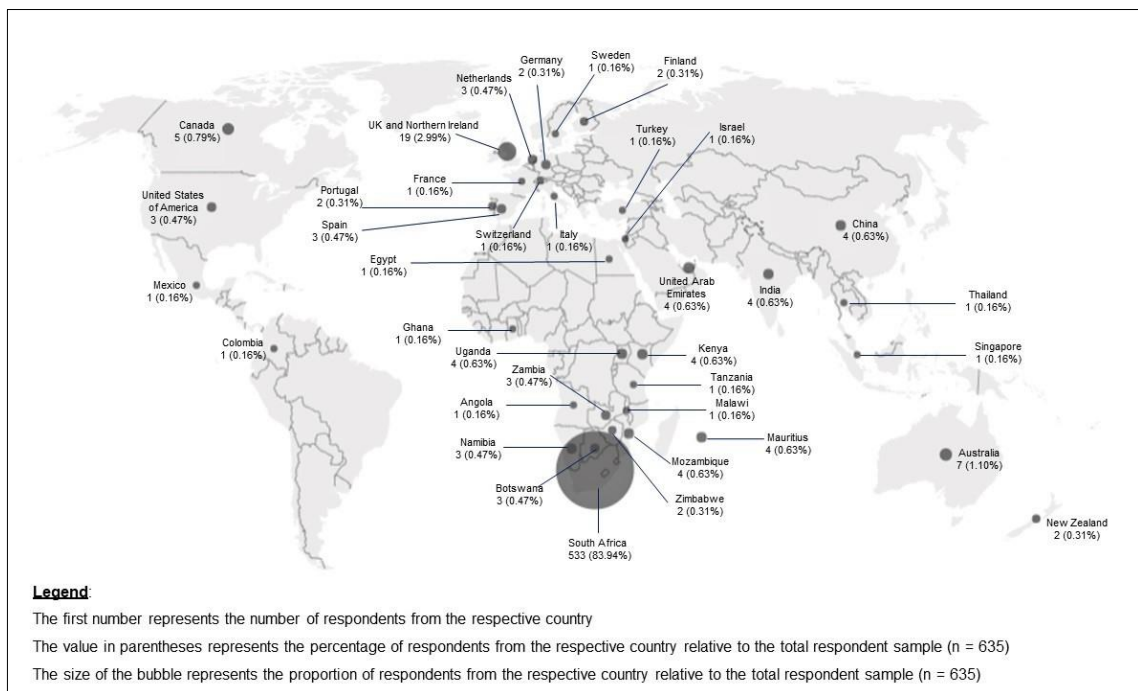 Sweden
1 (0.16%)
Finland
2 (0.31%)
Germany
2 (0.31%)
Netherlands
3 (0.47%)
Canada
5 (0.79%)
UK and Northern Ireland
19 (2.99%)
Turkey
1 (0.16%)
Israel
1 (0.16%)
France
1 (0.16%)
Portugal
2 (0.31%)
United States
of America
3 (0.47%)
Spain
3 (0.47%)
Switzerland
1 (0.16%)
Italy
1 (0.16%)
China
4 (0.63%)
Egypt
1 (0.16%)
United Arab
Emirates
4 (0.63%)
India
4 (0.63%)
Mexico
1 (0.16%)
Thailand
1 (0.16%)
Ghana
1 (0.16%)
Colombia
1 (0.16%)
Uganda
4 (0.63%)
Kenya
4 (0.63%)
Singapore
1 (0.16%)
Zambia
3 (0.47%)
Tanzania
1 (0.16%)
Angola
1 (0.16%)
Malawi
1 (0.16%)
Namibia
3 (0.47%)
Mauritius
4 (0.63%)
Mozambique
4 (0.63%)
Australia
7 (1.10%)
Botswana
3 (0.47%)
Zimbabwe
2 (0.31%)
New Zealand
2 (0.31%)
South Africa
533 (83.94%)
Legend:
The first number represents the number of respondents from the respective country
The value in parentheses represents the percentage of respondents from the respective country relative to the total respondent sample (n = 635)
The size of the bubble represents the proportion of respondents from the respective country relative to the total respondent sample (n = 635)